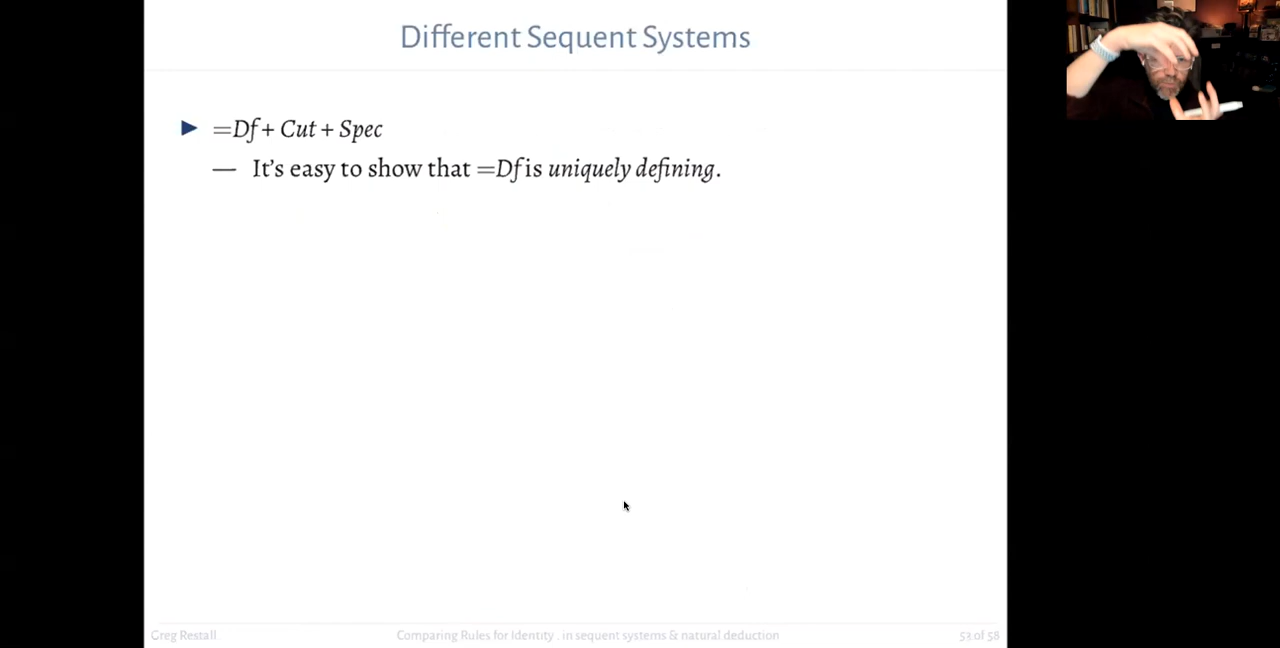 Different Sequent Systems
► =Df + Cut + Spec
— It’s easy to show that =Df is uniquely defining.
Greg Restall Comparing Rules for Identity . in sequent systems & natural deduction 53 of 58